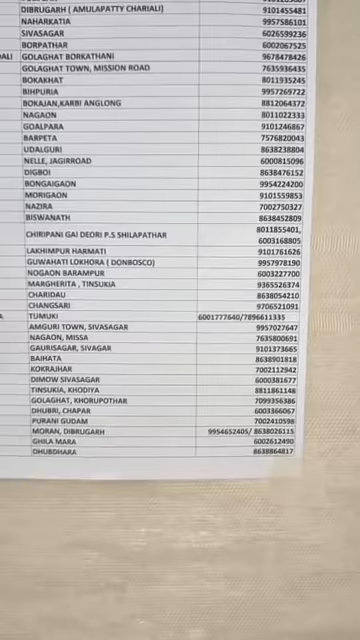 DIBRUGARH ( AMULAPATTY CHARIALI) 9101455481
NAHARKATIA 9957586101
SIVASAGAR 6026599236
BORPATHAR 6002067525
GOLAGHAT BORKATHANI 9678478426
GOLAGHAT TOWN, MISSION ROAD 7635936435
BOKAKHAT 8011935245
BIHPURIA 9957269722
BOKAJAN,KARBI ANGLONG 8812064372
NAGAON 8011022333
GOALPARA 9101246867
BARPETA 7576820043
UDALGURI 8638238804
NELLE, JAGIRROAD 6000815096
DIGBOI 8638476152
BONGAIGAON 9954224200
MORIGAON 9101559853
NAZIRA 7002750327
BISWANATH 8638452809
CHIRIPANI GAI DEORI P.S SHILAPATHAR 8011855401,
6003168805
LAKHIMPUR HARMATI 9101761626
GUWAHATI LOKHORA ( DONBOSCO) 9957978190
NOGAON BARAMPUR 6003227700
MARGHERITA , TINSUKIA 9365526374
CHARIDAU 8638054210
CHANGSARI 9706521091
TUMUKI 6001777640/7896611335
AMGURI TOWN, SIVASAGAR 9957027647
NAGAON, MISSA 7635800691
GAURISAGAR, SIVAGAR 9101373665
BAIHATA 8638901818
KOKRAJHAR 7002112942
DIMOW SIVASAGAR 6000381677
TINSUKIA, KHODIYA 8811861148
GOLAGHAT, KHORUPOTHAR 7099356386
DHUBRI, CHAPAR 6003366067
PURANI GUDAM 7002410598
MORAN, DIBRUGARH 9954652405/ 8638026115
GHILA MARA 6002612490
DHUBDHARA 8638864817